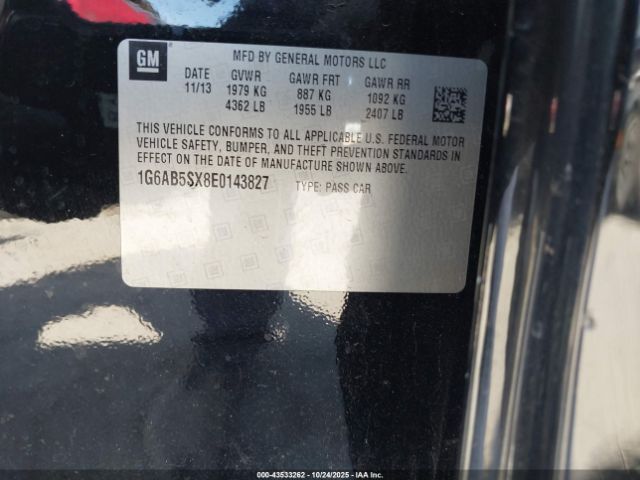 GM
MFD BY GENERAL MOTORS LLC
DATE GVWR GAWR FRT GAWR RR
11/13 1979 KG 887 KG 1092 KG
4362 LB 1955 LB 2407 LB
THIS VEHICLE CONFORMS TO ALL APPLICABLE U.S. FEDERAL MOTOR
VEHICLE SAFETY, BUMPER, AND THEFT PREVENTION STANDARDS IN
EFFECT ON THE DATE OF MANUFACTURE SHOWN ABOVE.
1G6AB5SX8E0143827 TYPE: PASS CAR
000-43533262 - 10/24/2025 - IAAI.COM